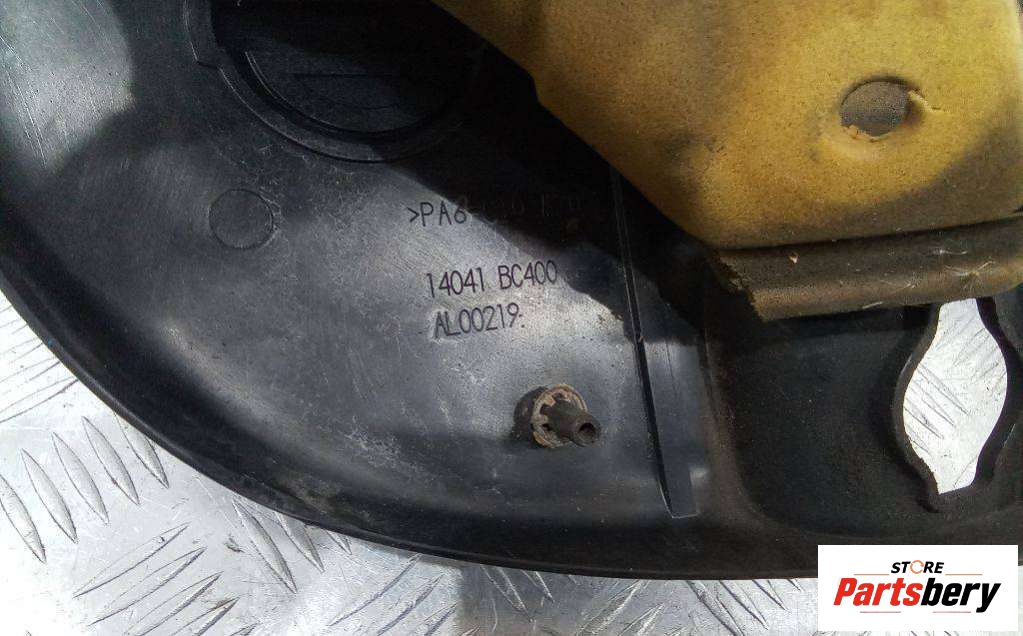 >PA6
14041 BC400
AL00219
STORE
Partsbery